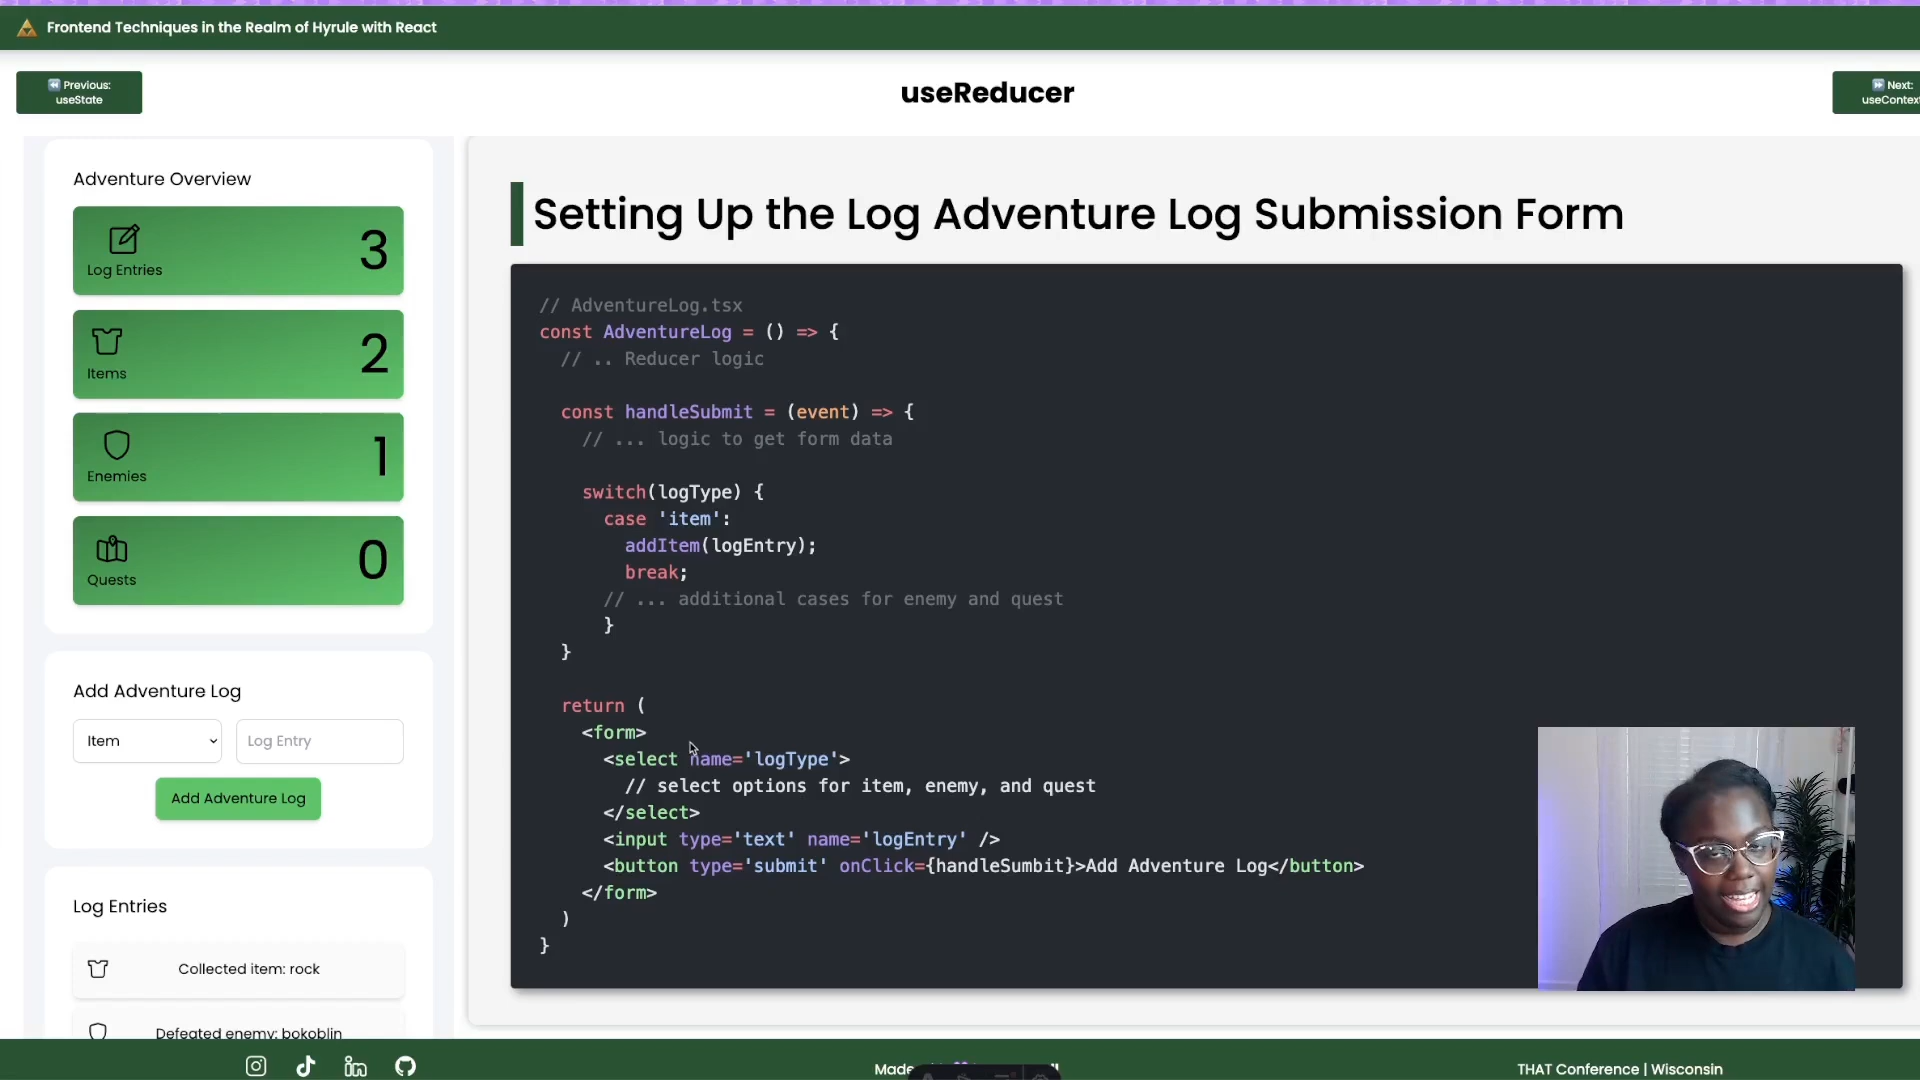 Frontend Techniques in the Realm of Hyrule with React
Previous:
useState
useReducer
Next:
useContext
Adventure Overview
Log Entries
3
Items
2
Enemies
1
Quests
0
Add Adventure Log
Item
Log Entry
Add Adventure Log
Log Entries
Collected item: rock
Defeated enemy: bokoblin
Setting Up the Log Adventure Log Submission Form
// AdventureLog.tsx
const AdventureLog = () => {
// .. Reducer logic
const handleSubmit = (event) => {
// ... logic to get form data
switch(logType) {
case 'item':
addItem(logEntry);
break;
// ... additional cases for enemy and quest
}
}
return (
<form>
<select name='logType'>
// select options for item, enemy, and quest
</select>
<input type='text' name='logEntry' />
<button type='submit' onClick={handleSumbit}>Add Adventure Log</button>
</form>
)
}
THAT Conference | Wisconsin